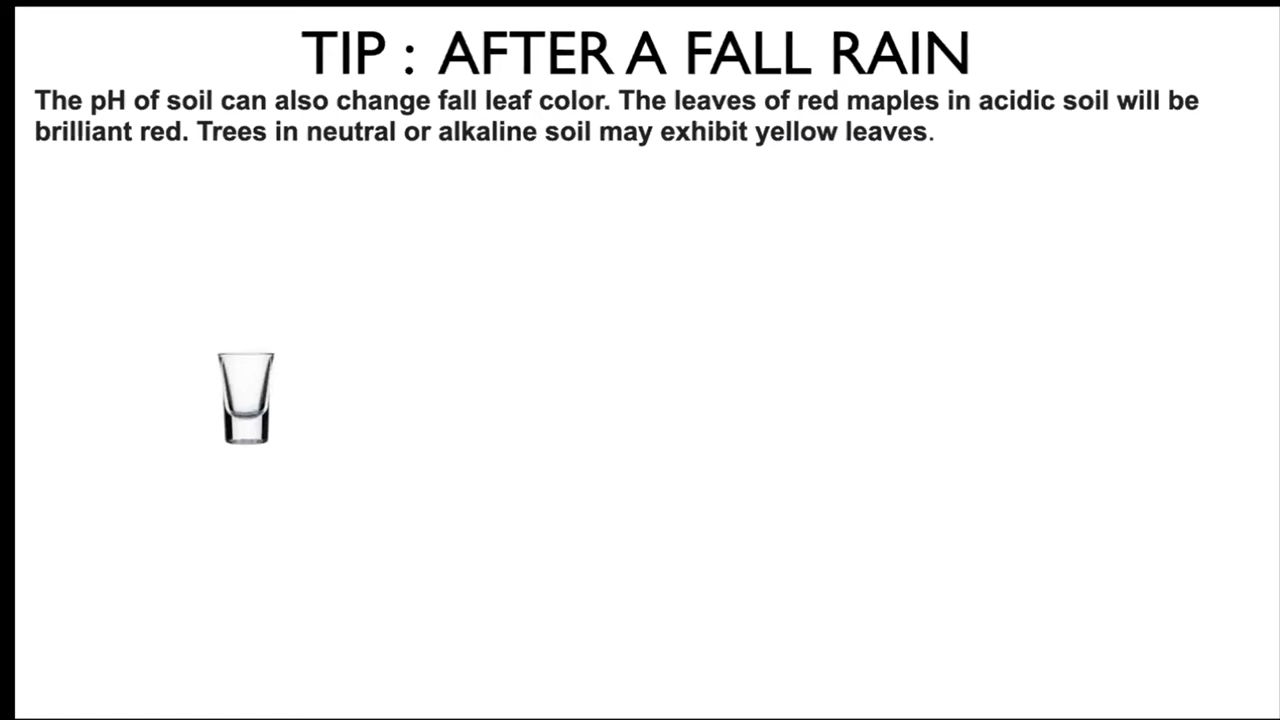 TIP : AFTER A FALL RAIN
The pH of soil can also change fall leaf color. The leaves of red maples in acidic soil will be
brilliant red. Trees in neutral or alkaline soil may exhibit yellow leaves.